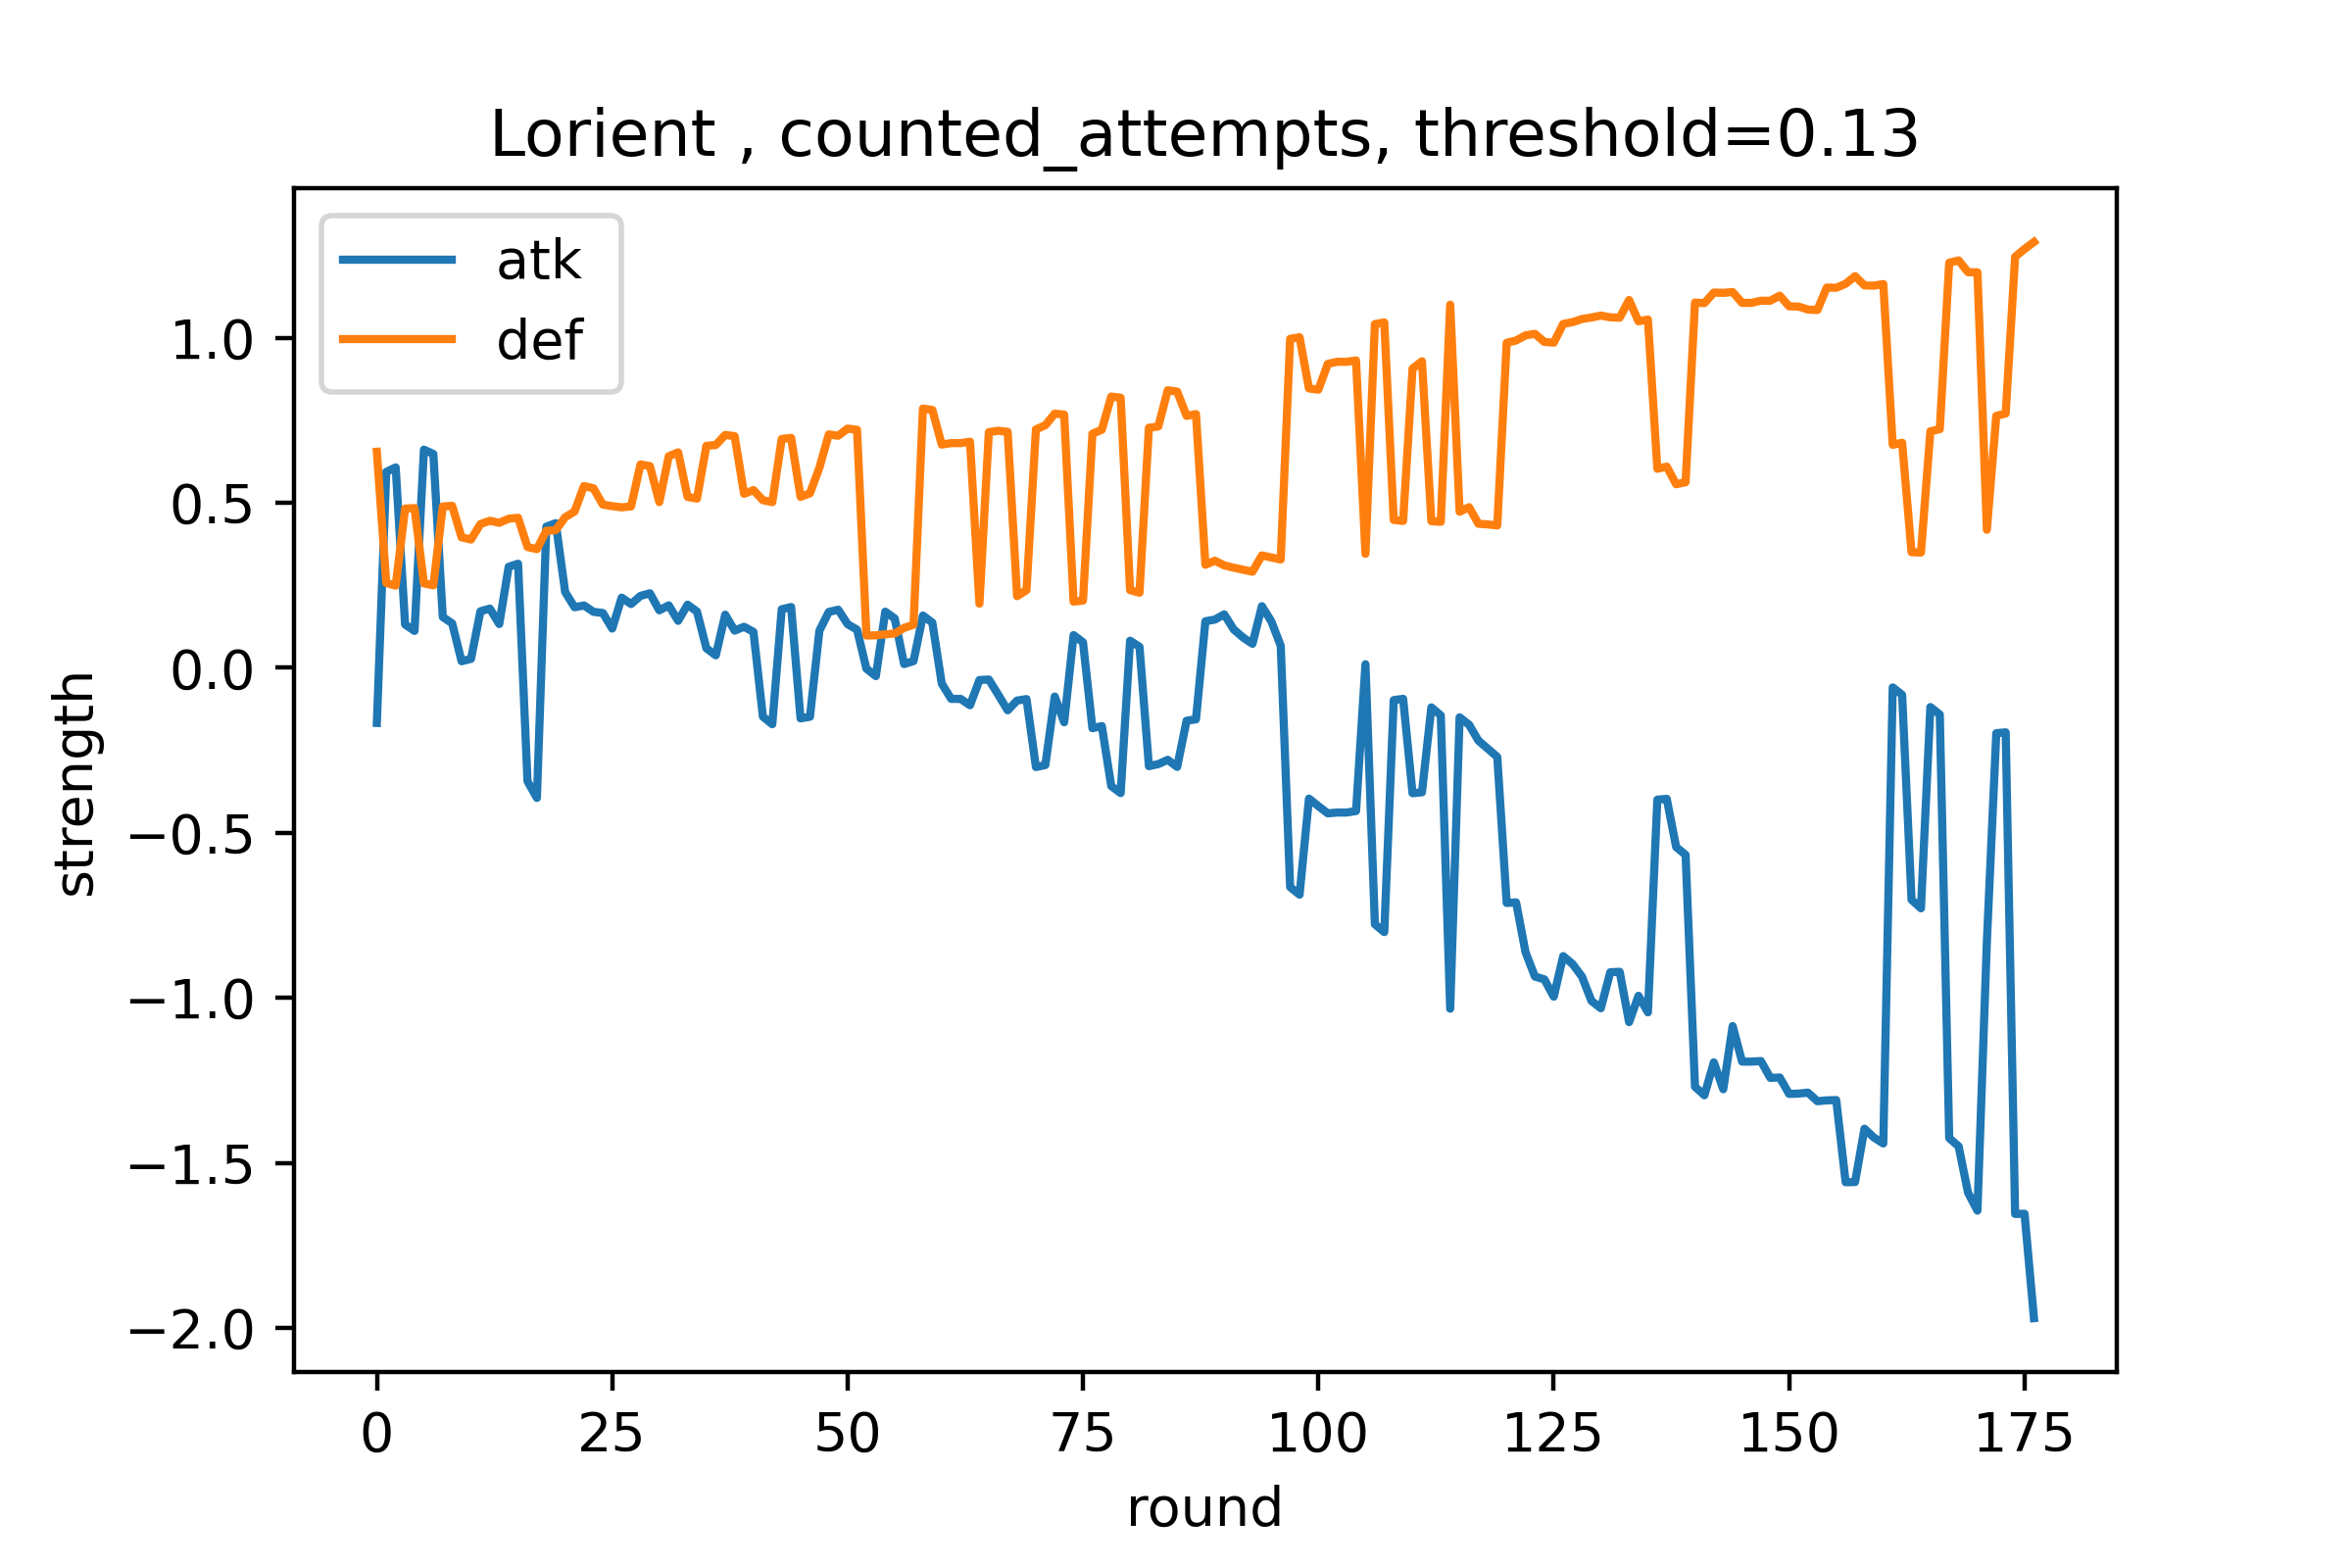 Lorient , counted_attempts, threshold=0.13
atk
def
1.0
0.5
0.0
−0.5
−1.0
−1.5
−2.0
strength
0 25 50 75 100 125 150 175
round